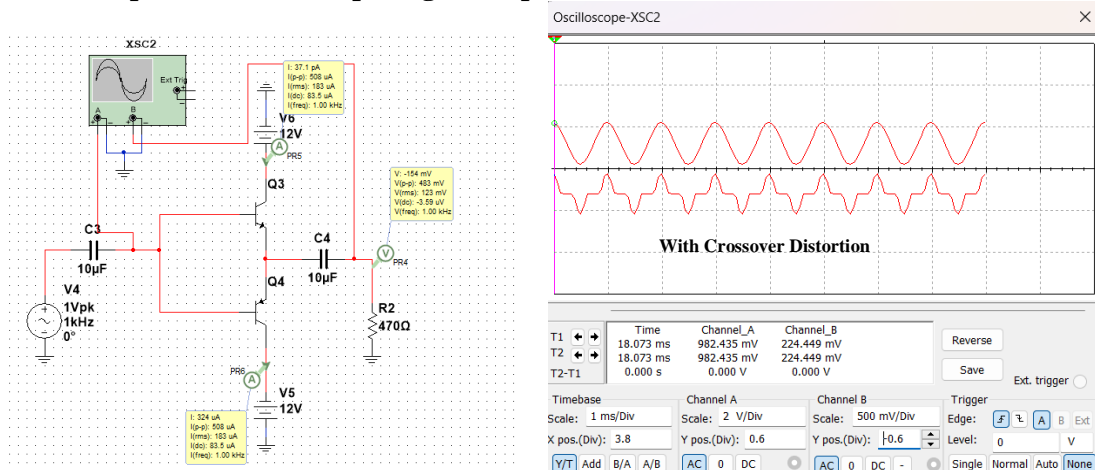 XSC2
Ext Trig
A
B
I: 37.1 pA
I(p-p): 508 uA
I(rms): 183 uA
I(dc): 83.5 uA
I(freq): 1.00 kHz
V6
12V
A
PR5
Q3
V: -154 mV
V(p-p): 483 mV
V(rms): 123 mV
V(dc): -3.59 uV
V(freq): 1.00 kHz
C3
10µF
C4
10µF
V
PR4
V4
1Vpk
1kHz
0°
Q4
R2
470Ω
PR6
A
V5
12V
I: 324 uA
I(p-p): 508 uA
I(rms): 183 uA
I(dc): 83.5 uA
I(freq): 1.00 kHz
Oscilloscope-XSC2
With Crossover Distortion
Time Channel_A Channel_B
T1 18.073 ms 982.435 mV 224.449 mV
T2 18.073 ms 982.435 mV 224.449 mV
T2-T1 0.000 s 0.000 V 0.000 V
Reverse
Save
Ext. trigger
Timebase
Scale: 1 ms/Div
X pos.(Div): 3.8
Y/T Add B/A A/B
Channel A
Scale: 2 V/Div
Y pos.(Div): 0.6
AC 0 DC
Channel B
Scale: 500 mV/Div
Y pos.(Div): -0.6
AC 0 DC -
Trigger
Edge: A B Ext
Level: 0 V
Single Normal Auto None